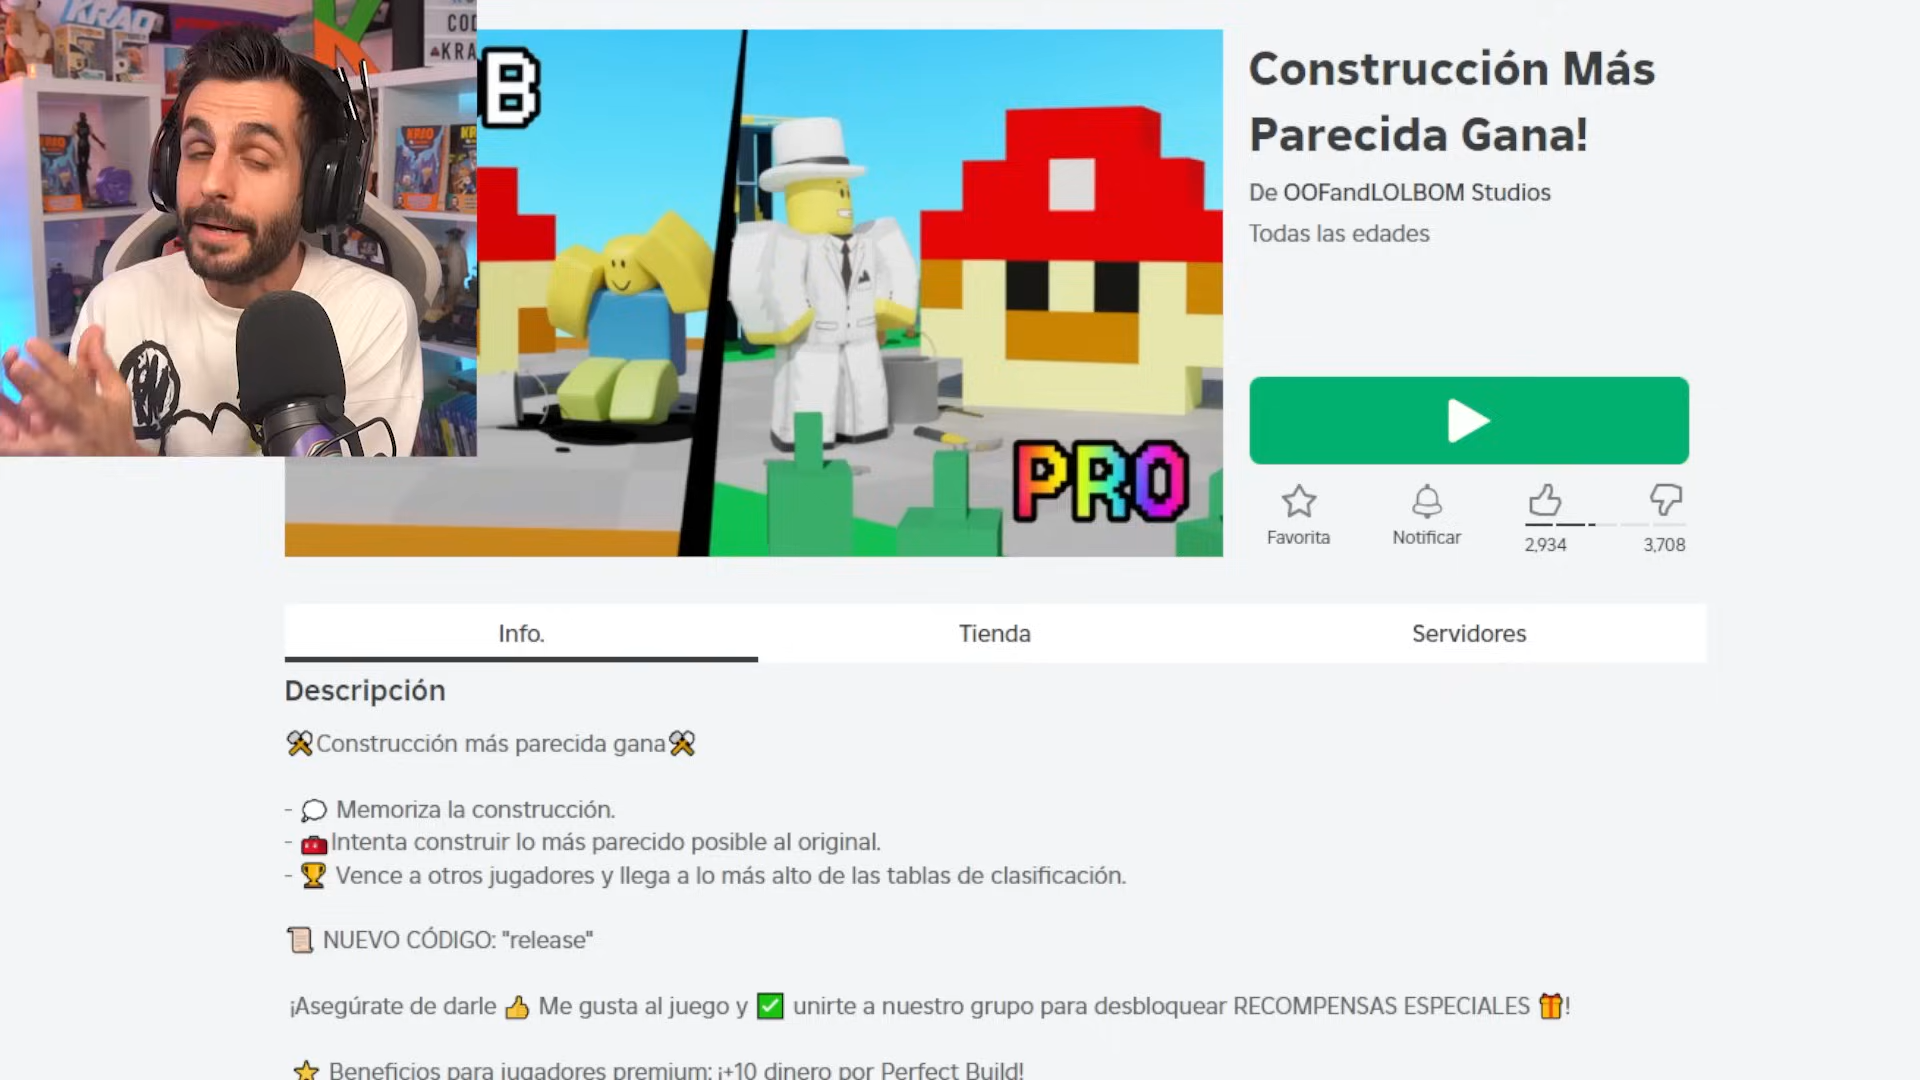 KRAO
COD
KRA
B
PRO
Construcción Más
Parecida Gana!
De OOFandLOLBOM Studios
Todas las edades
Favorita
Notificar
2,934
3,708
Info.
Tienda
Servidores
Descripción
⚒Construcción más parecida gana⚒
- 💭 Memoriza la construcción.
- 🧰Intenta construir lo más parecido posible al original.
- 🏆 Vence a otros jugadores y llega a lo más alto de las tablas de clasificación.
📜 NUEVO CÓDIGO: "release"
¡Asegúrate de darle 👍 Me gusta al juego y ✅ unirte a nuestro grupo para desbloquear RECOMPENSAS ESPECIALES 🎁!
⭐ Beneficios para jugadores premium: ¡+10 dinero por Perfect Build!